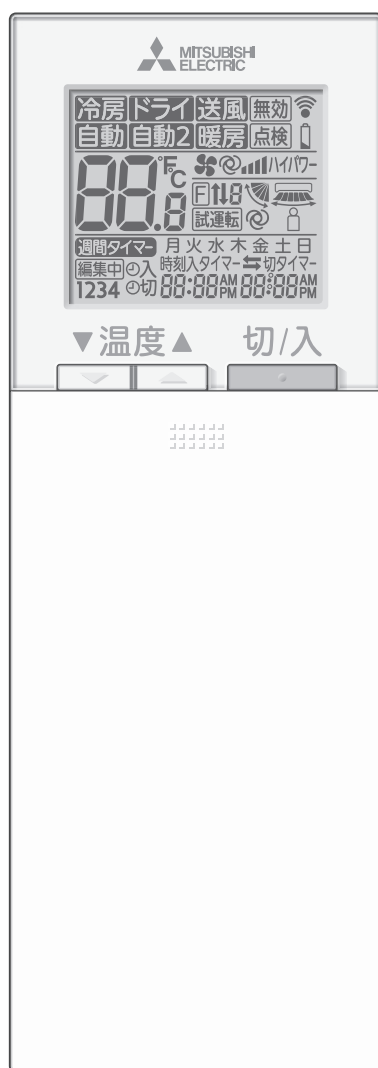 MITSUBISHI
ELECTRIC
冷房 ドライ 送風 無効
自動 自動2 暖房 点検
88.8 °F °C ハイパワー
F 18
試運転
週間タイマー 月 火 水 木 金 土 日
編集中 入 時刻入タイマー 切タイマー
1234 切 88:88 AM PM 88:88 AM PM
▼温度▲ 切/入